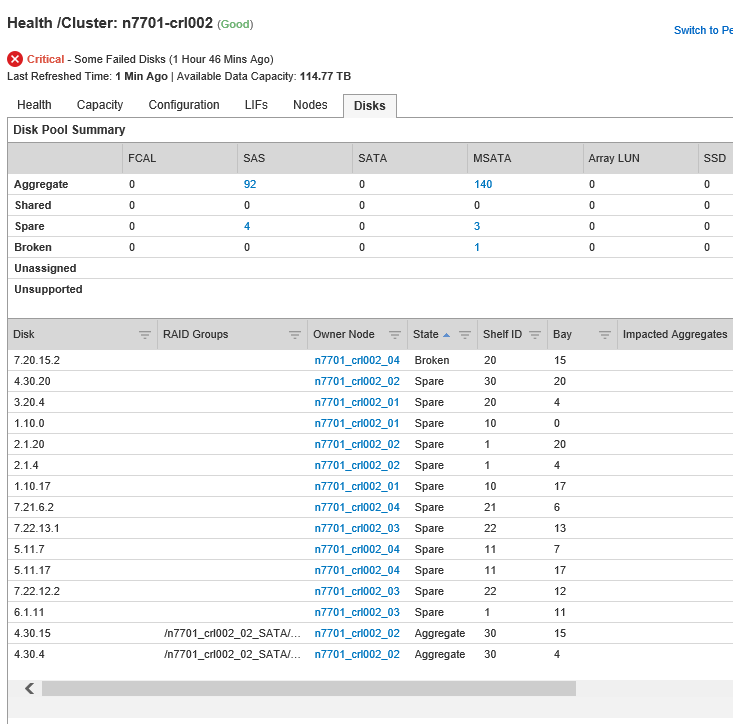 Health /Cluster: n7701-crl002 (Good)
Switch to Pe
Critical - Some Failed Disks (1 Hour 46 Mins Ago)
Last Refreshed Time: 1 Min Ago | Available Data Capacity: 114.77 TB
Health Capacity Configuration LIFs Nodes Disks
Disk Pool Summary
FCAL SAS SATA MSATA Array LUN SSD
Aggregate 0 92 0 140 0 0
Shared 0 0 0 0 0 0
Spare 0 4 0 3 0 0
Broken 0 0 0 1 0 0
Unassigned
Unsupported
Disk RAID Groups Owner Node State Shelf ID Bay Impacted Aggregates
7.20.15.2 n7701_crl002_04 Broken 20 15
4.30.20 n7701_crl002_02 Spare 30 20
3.20.4 n7701_crl002_01 Spare 20 4
1.10.0 n7701_crl002_01 Spare 10 0
2.1.20 n7701_crl002_02 Spare 1 20
2.1.4 n7701_crl002_02 Spare 1 4
1.10.17 n7701_crl002_01 Spare 10 17
7.21.6.2 n7701_crl002_04 Spare 21 6
7.22.13.1 n7701_crl002_03 Spare 22 13
5.11.7 n7701_crl002_04 Spare 11 7
5.11.17 n7701_crl002_04 Spare 11 17
7.22.12.2 n7701_crl002_03 Spare 22 12
6.1.11 n7701_crl002_03 Spare 1 11
4.30.15 /n7701_crl002_02_SATA/... n7701_crl002_02 Aggregate 30 15
4.30.4 /n7701_crl002_02_SATA/... n7701_crl002_02 Aggregate 30 4